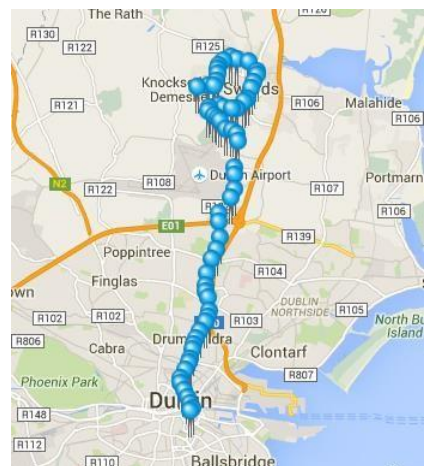 The Rath
R130
R122
R125
R120
R106
Knocks
Demesne
Swords
Malahide
R121
R106
R106
N2
R108
R122
Dublin Airport
R107
Portmarn
R106
E01
R139
Poppintree
R104
Finglas
DUBLIN
NORTHSIDE
R105
R102
R102
R103
North Bu
Island
R806
Drumcondra
Cabra
Clontarf
R807
Phoenix Park
Dublin
R148
R112
R110
Ballsbridge